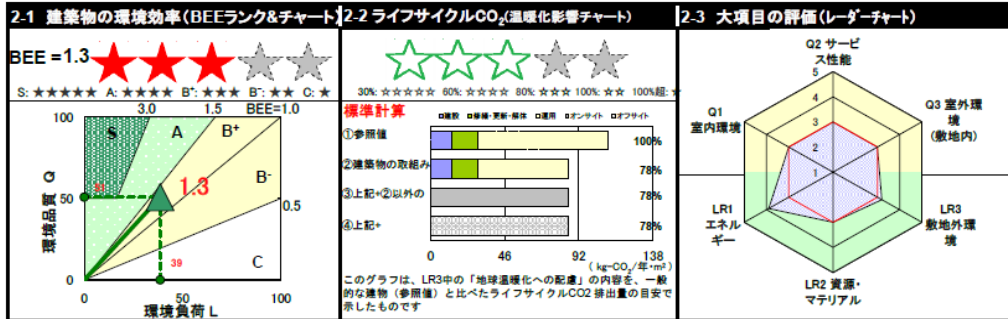 2-1 建築物の環境効率(BEEランク&チャート)
BEE = 1.3
S: ★★★★★ A: ★★★★ B⁺: ★★★ B⁻: ★★ C: ★
3.0 1.5 BEE=1.0
100
S
A
B⁺
B⁻
0.5
C
1.3
51
50
39
0
環境品質 Q
0 50 100
環境負荷 L
2-2 ライフサイクルCO₂(温暖化影響チャート)
30%: ☆☆☆☆☆ 60%: ☆☆☆☆ 80%: ☆☆☆ 100%: ☆☆ 100%超: ☆
標準計算
□建設 □修繕・更新・解体 □運用 □オンサイト □オフサイト
①参照値 100%
②建築物の取組み 78%
③上記+②以外の 78%
④上記+ 78%
0 46 92 138
( kg-CO₂/年・m² )
このグラフは、LR3中の「地球温暖化への配慮」の内容を、一般
的な建物（参照値）と比べたライフサイクルCO2 排出量の目安で
示したものです
2-3 大項目の評価(レーダーチャート)
Q2 サービ
ス性能
Q1
室内環境
Q3 室外環
境
(敷地内)
5
4
3
2
1
LR1
エネル
ギー
LR3
敷地外環
境
LR2 資源・
マテリアル